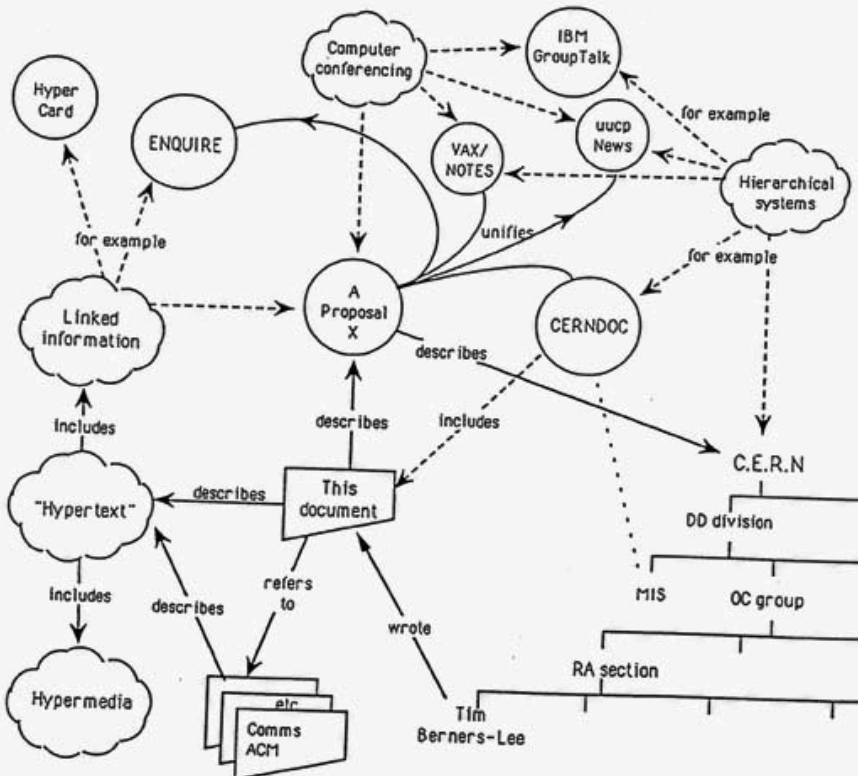 IBM
GroupTalk
Computer
conferencing
Hyper
Card
for example
uucp
News
ENQUIRE
VAX/
NOTES
Hierarchical
systems
unifies
for example
for example
A
Proposal
X
CERNDOC
Linked
information
describes
includes
describes
includes
C.E.R.N
This
document
describes
"Hypertext"
DD division
refers
to
includes
describes
wrote
MIS
OC group
RA section
Hypermedia
etc
Tim
Berners-Lee
Comms
ACM